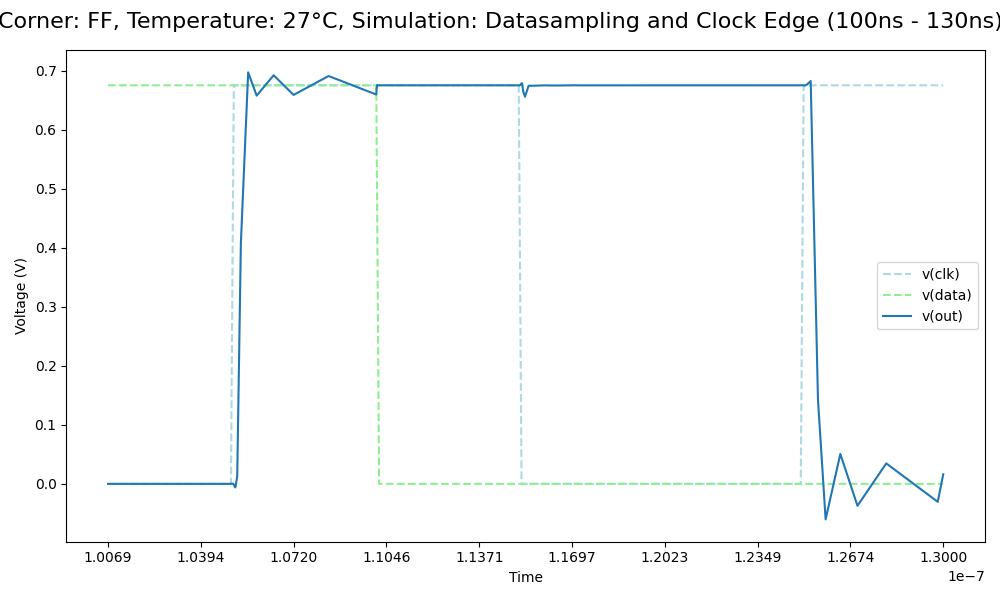 Corner: FF, Temperature: 27°C, Simulation: Datasampling and Clock Edge (100ns - 130ns)
0.7
0.6
0.5
0.4
0.3
0.2
0.1
0.0
Voltage (V)
v(clk)
v(data)
v(out)
1.0069 1.0394 1.0720 1.1046 1.1371 1.1697 1.2023 1.2349 1.2674 1.3000
1e−7
Time